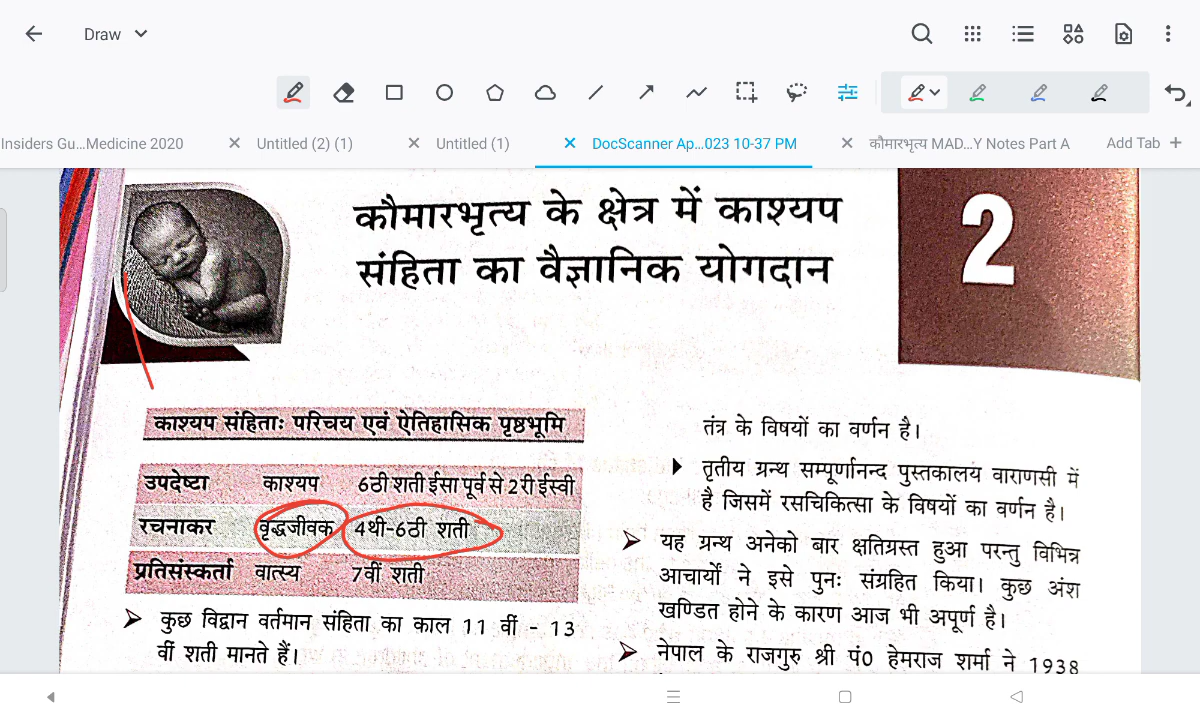 Draw
Insiders Gu...Medicine 2020
Untitled (2) (1)
Untitled (1)
DocScanner Ap...023 10-37 PM
कौमारभृत्य MAD...Y Notes Part A
Add Tab +
कौमारभृत्य के क्षेत्र में काश्यप
संहिता का वैज्ञानिक योगदान
2
काश्यप संहिताः परिचय एवं ऐतिहासिक पृष्ठभूमि
उपदेष्टा काश्यप 6ठी शती ईसा पूर्व से 2री ईस्वी
रचनाकर वृद्धजीवक 4थी-6ठी शती
प्रतिसंस्कर्ता वात्स्य 7वीं शती
कुछ विद्वान वर्तमान संहिता का काल 11 वीं - 13
वीं शती मानते हैं।
तंत्र के विषयों का वर्णन है।
तृतीय ग्रन्थ सम्पूर्णानन्द पुस्तकालय वाराणसी में
है जिसमें रसचिकित्सा के विषयों का वर्णन है।
यह ग्रन्थ अनेको बार क्षतिग्रस्त हुआ परन्तु विभिन्न
आचार्यों ने इसे पुनः संग्रहित किया। कुछ अंश
खण्डित होने के कारण आज भी अपूर्ण है।
नेपाल के राजगुरु श्री पं0 हेमराज शर्मा ने 1938